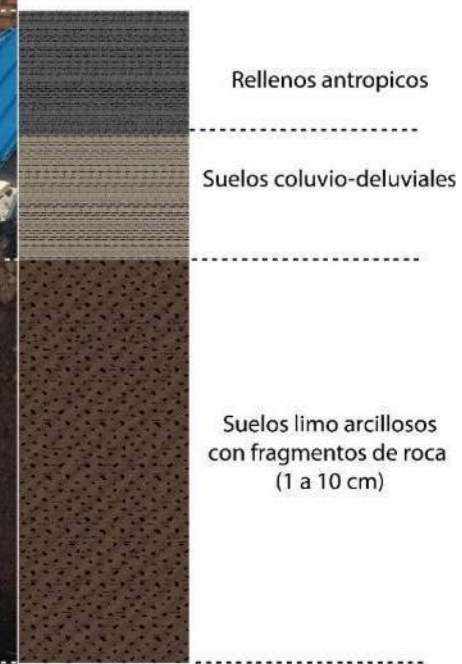 Rellenos antropicos
Suelos coluvio-deluviales
Suelos limo arcillosos
con fragmentos de roca
(1 a 10 cm)